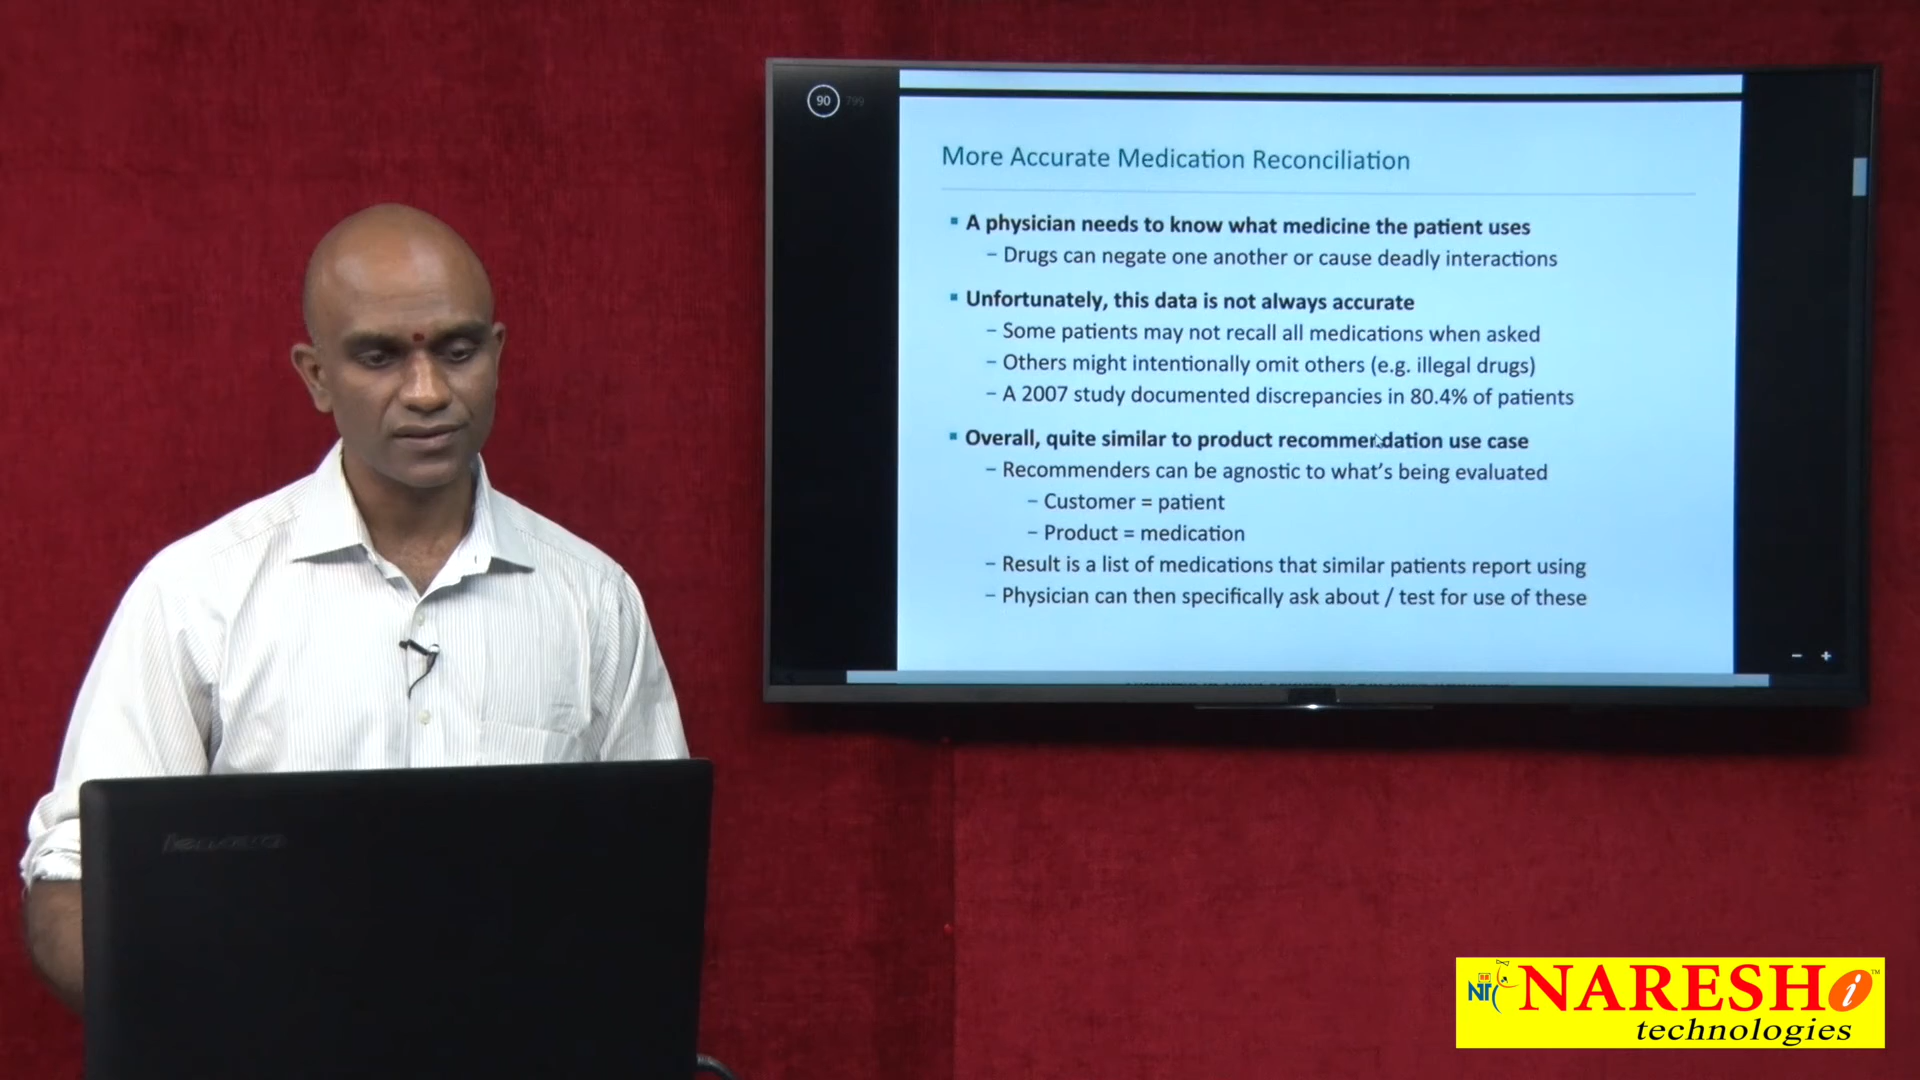 90 799
More Accurate Medication Reconciliation
▪ A physician needs to know what medicine the patient uses
– Drugs can negate one another or cause deadly interactions
▪ Unfortunately, this data is not always accurate
– Some patients may not recall all medications when asked
– Others might intentionally omit others (e.g. illegal drugs)
– A 2007 study documented discrepancies in 80.4% of patients
▪ Overall, quite similar to product recommendation use case
– Recommenders can be agnostic to what's being evaluated
– Customer = patient
– Product = medication
– Result is a list of medications that similar patients report using
– Physician can then specifically ask about / test for use of these
− +
lenovo
NT NARESH i ™
technologies